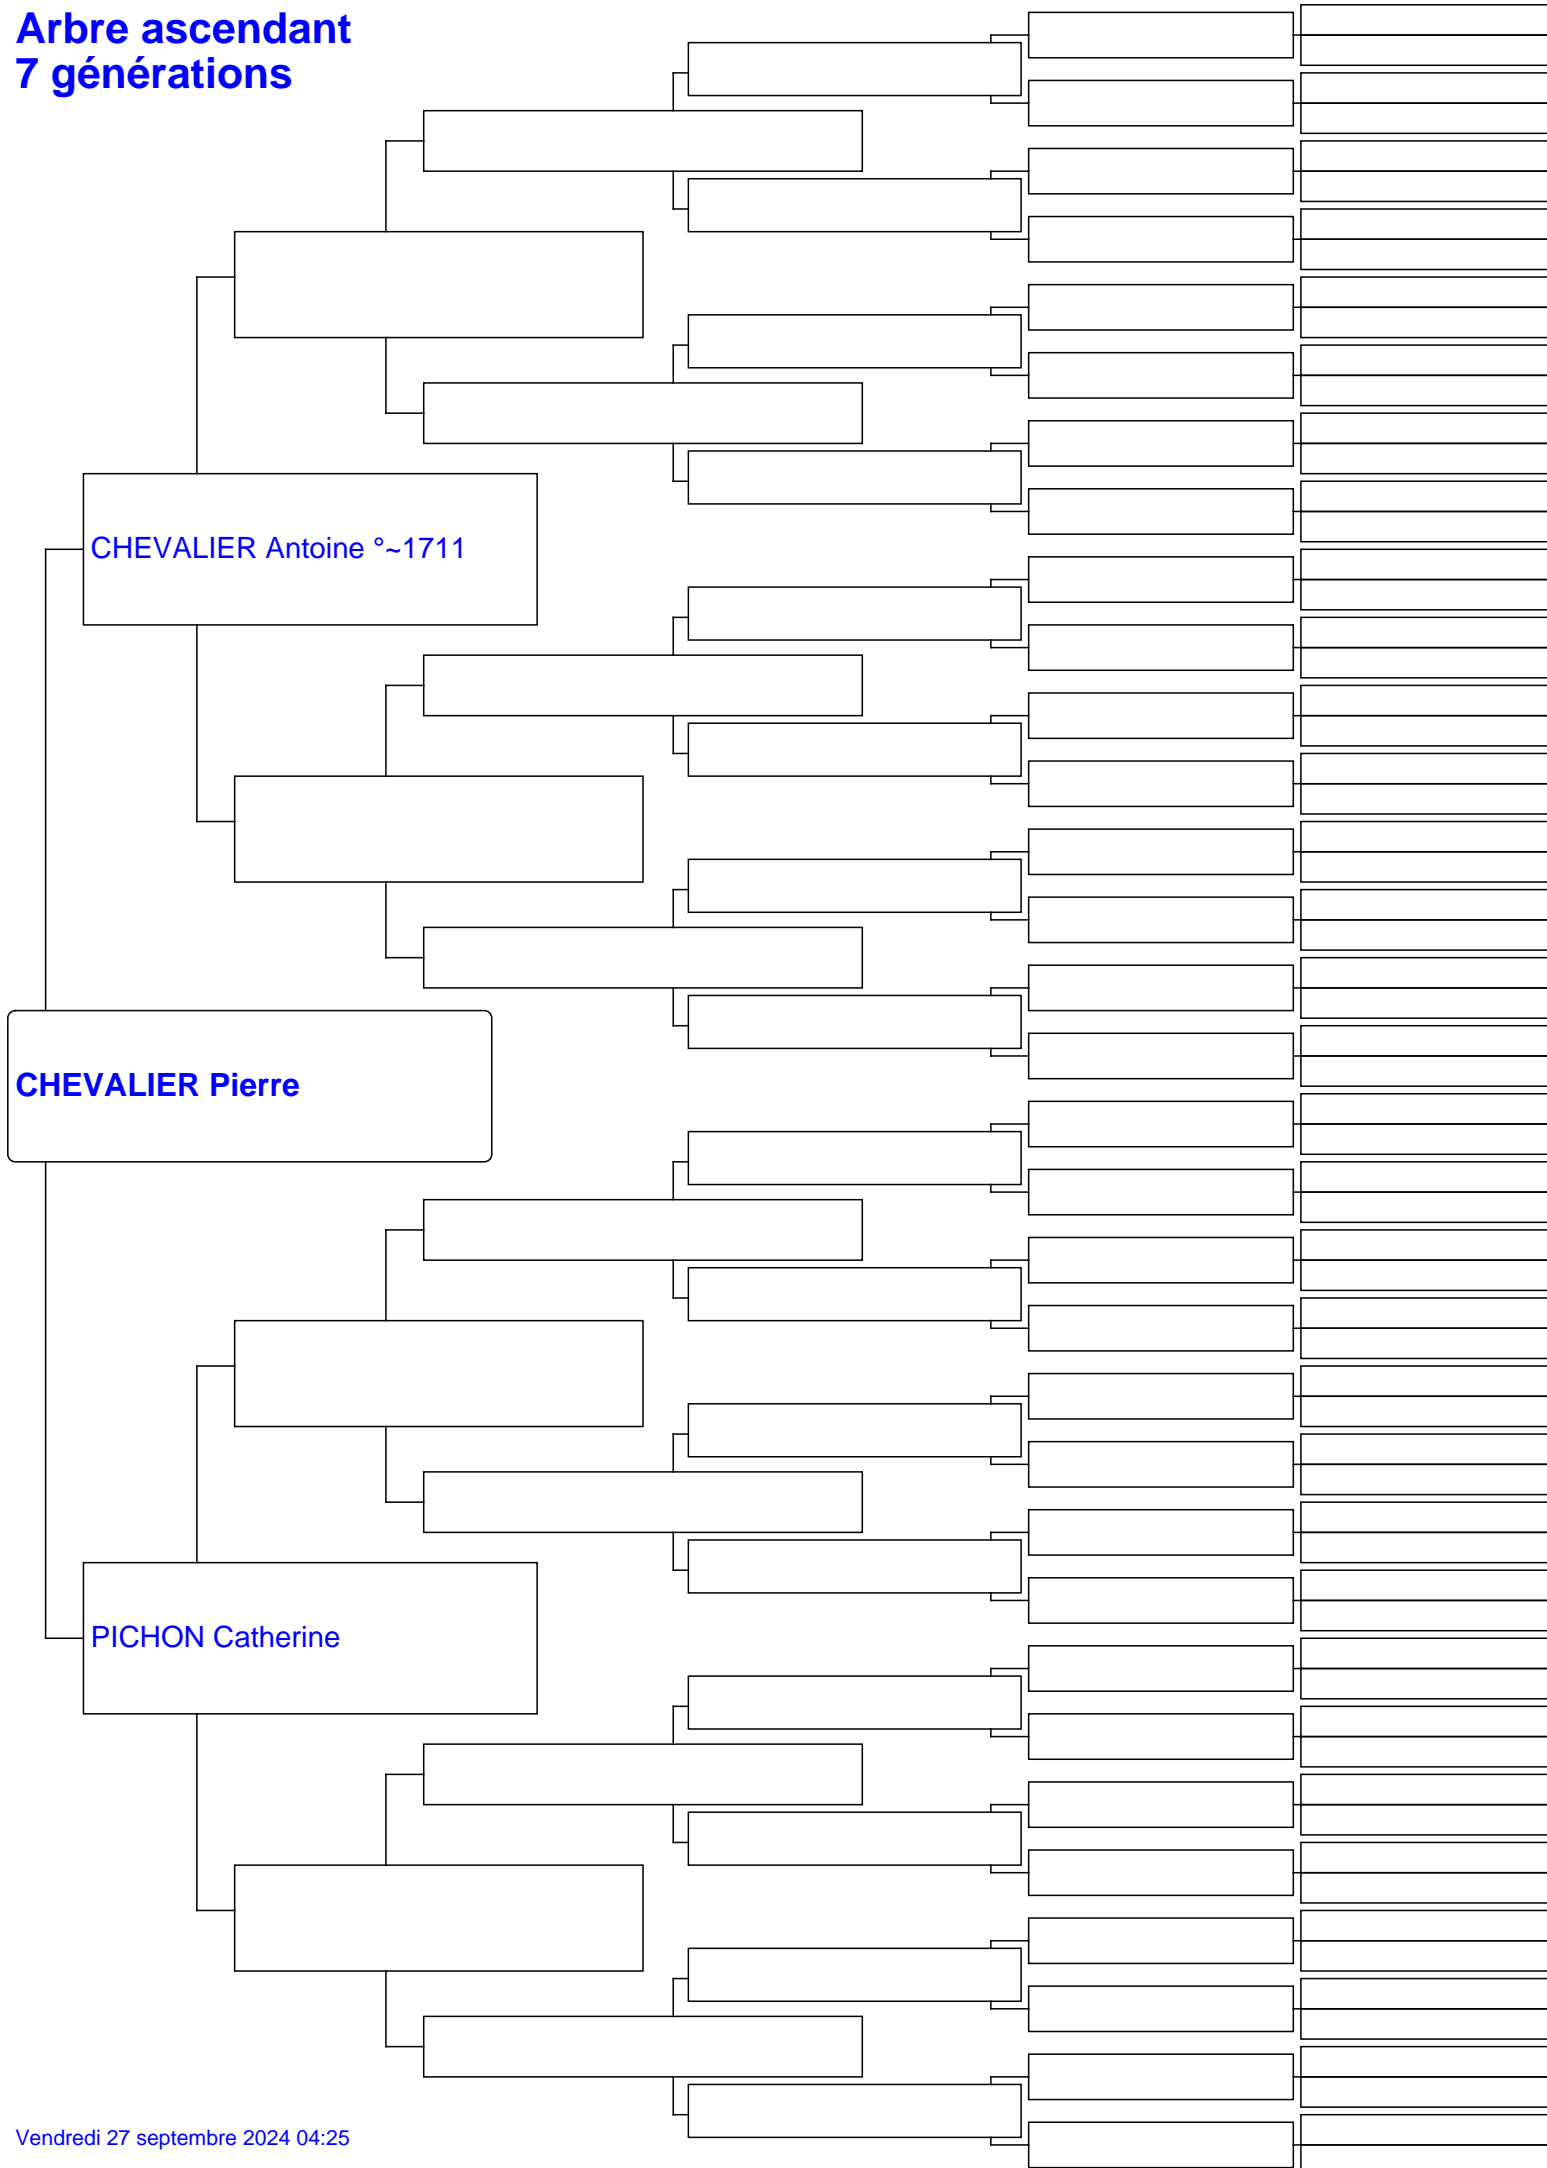 Arbre ascendant
7 générations
CHEVALIER Antoine °~1711
CHEVALIER Pierre
PICHON Catherine
Vendredi 27 septembre 2024 04:25